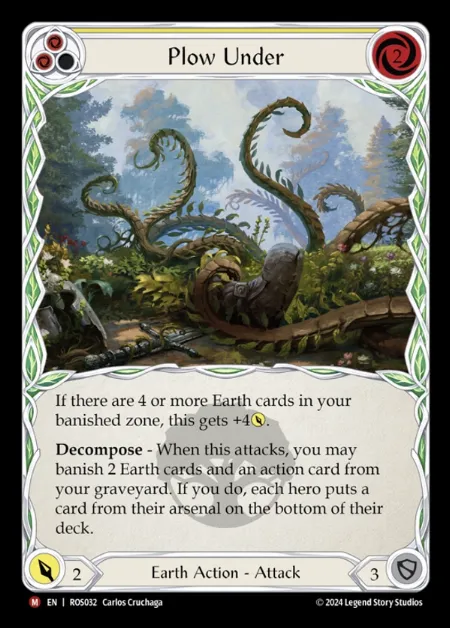 Plow Under
2
If there are 4 or more Earth cards in your
banished zone, this gets +4.
Decompose - When this attacks, you may
banish 2 Earth cards and an action card from
your graveyard. If you do, each hero puts a
card from their arsenal on the bottom of their
deck.
2
Earth Action - Attack
3
M
EN | ROS032 Carlos Cruchaga
© 2024 Legend Story Studios